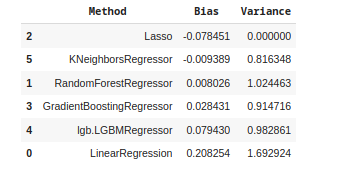 Method Bias Variance
2 Lasso -0.078451 0.000000
5 KNeighborsRegressor -0.009389 0.816348
1 RandomForestRegressor 0.008026 1.024463
3 GradientBoostingRegressor 0.028431 0.914716
4 lgb.LGBMRegressor 0.079430 0.982861
0 LinearRegression 0.208254 1.692924